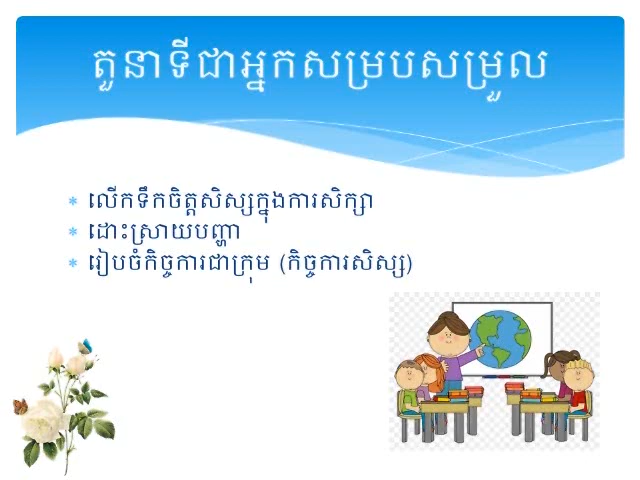 តួនាទីជាអ្នកសម្របសម្រួល
លើកទឹកចិត្តសិស្សក្នុងការសិក្សា
ដោះស្រាយបញ្ហា
រៀបចំកិច្ចការជាក្រុម (កិច្ចការសិស្ស)